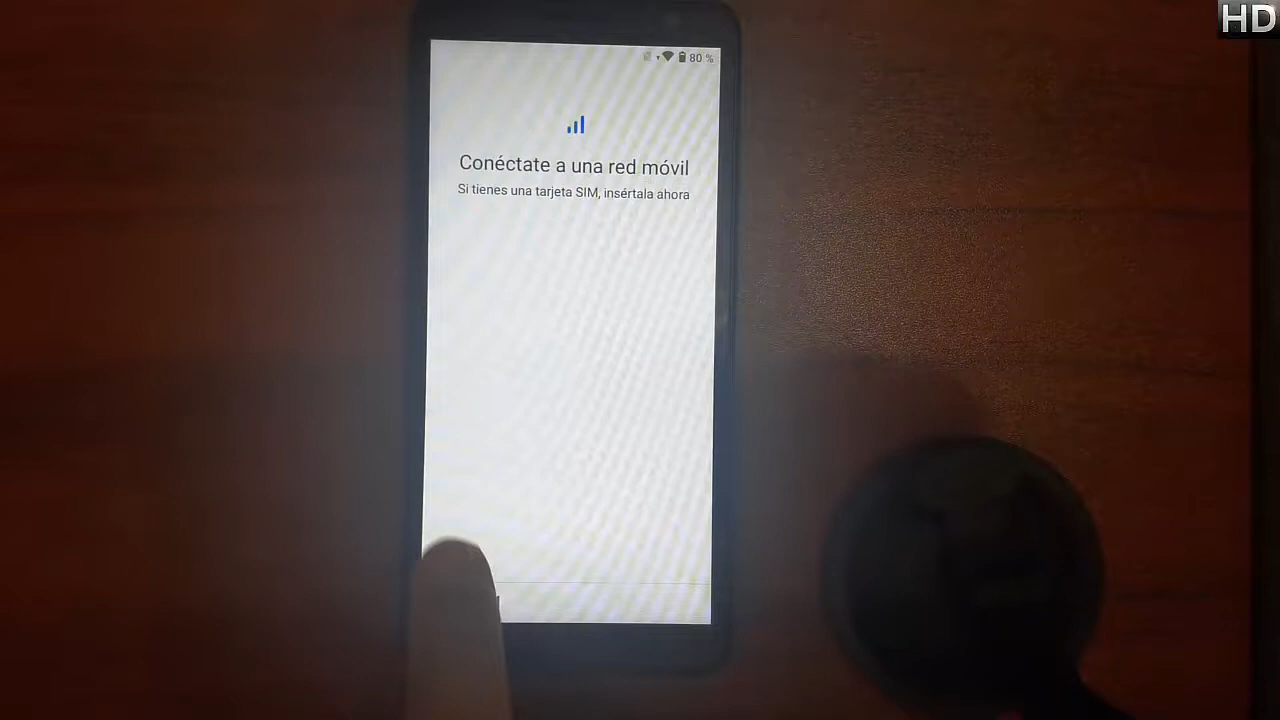 HD
80 %
Conéctate a una red móvil
Si tienes una tarjeta SIM, insértala ahora